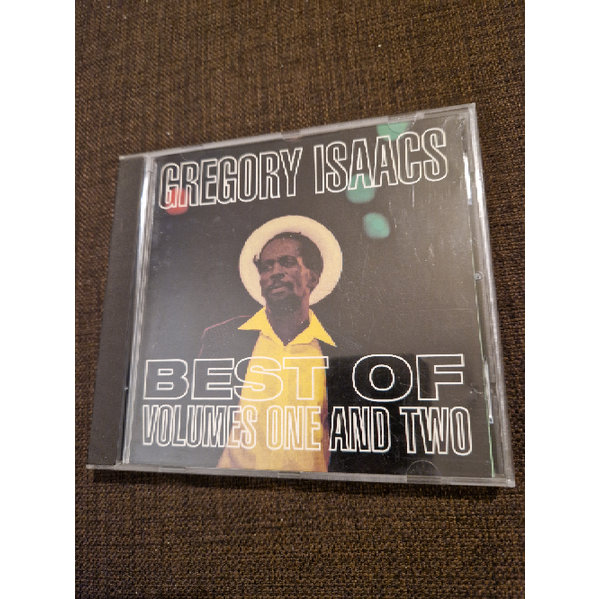 GREGORY ISAACS
BEST OF
VOLUMES ONE AND TWO